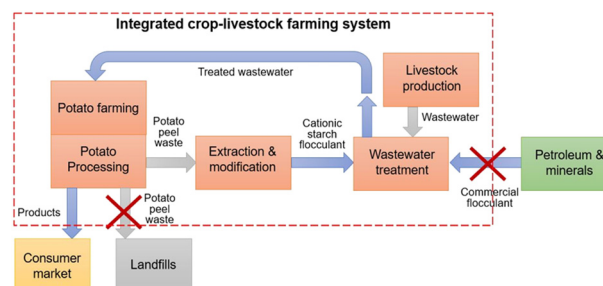 Integrated crop-livestock farming system
Treated wastewater
Livestock
production
Potato farming
Potato
peel
waste
Cationic
starch
flocculant
Wastewater
Potato
Processing
Extraction &
modification
Wastewater
treatment
Petroleum &
minerals
Commercial
flocculant
Products
Potato
peel
waste
Consumer
market
Landfills